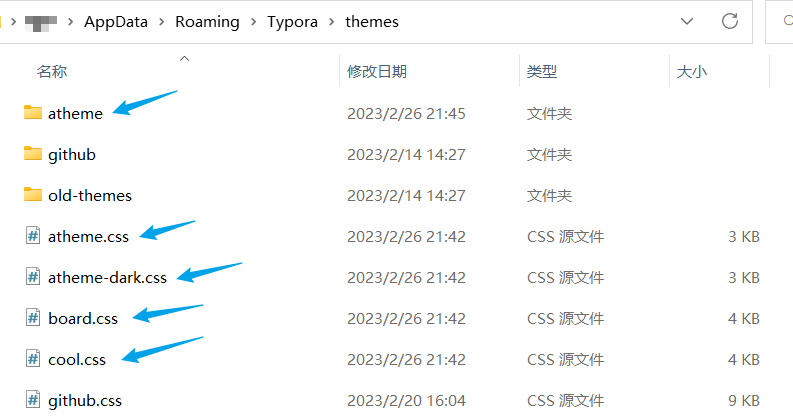 AppData > Roaming > Typora > themes
名称 修改日期 类型 大小
atheme 2023/2/26 21:45 文件夹
github 2023/2/14 14:27 文件夹
old-themes 2023/2/14 14:27 文件夹
atheme.css 2023/2/26 21:42 CSS 源文件 3 KB
atheme-dark.css 2023/2/26 21:42 CSS 源文件 3 KB
board.css 2023/2/26 21:42 CSS 源文件 4 KB
cool.css 2023/2/26 21:42 CSS 源文件 4 KB
github.css 2023/2/20 16:04 CSS 源文件 9 KB